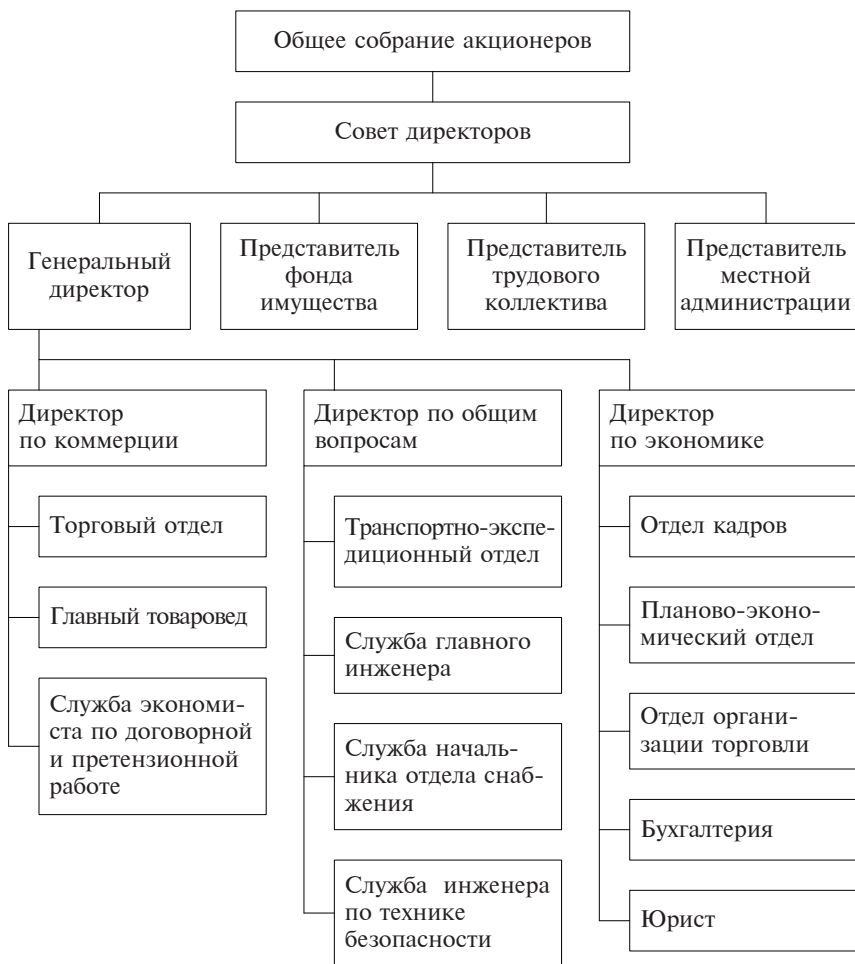 Общее собрание акционеров
Совет директоров
Генеральный
директор
Представитель
фонда
имущества
Представитель
трудового
коллектива
Представитель
местной
администрации
Директор
по коммерции
Торговый отдел
Главный товаровед
Служба экономи-
ста по договорной
и претензионной
работе
Директор по общим
вопросам
Транспортно-экспе-
диционный отдел
Служба главного
инженера
Служба началь-
ника отдела снаб-
жения
Служба инженера
по технике
безопасности
Директор
по экономике
Отдел кадров
Планово-эконо-
мический отдел
Отдел органи-
зации торговли
Бухгалтерия
Юрист